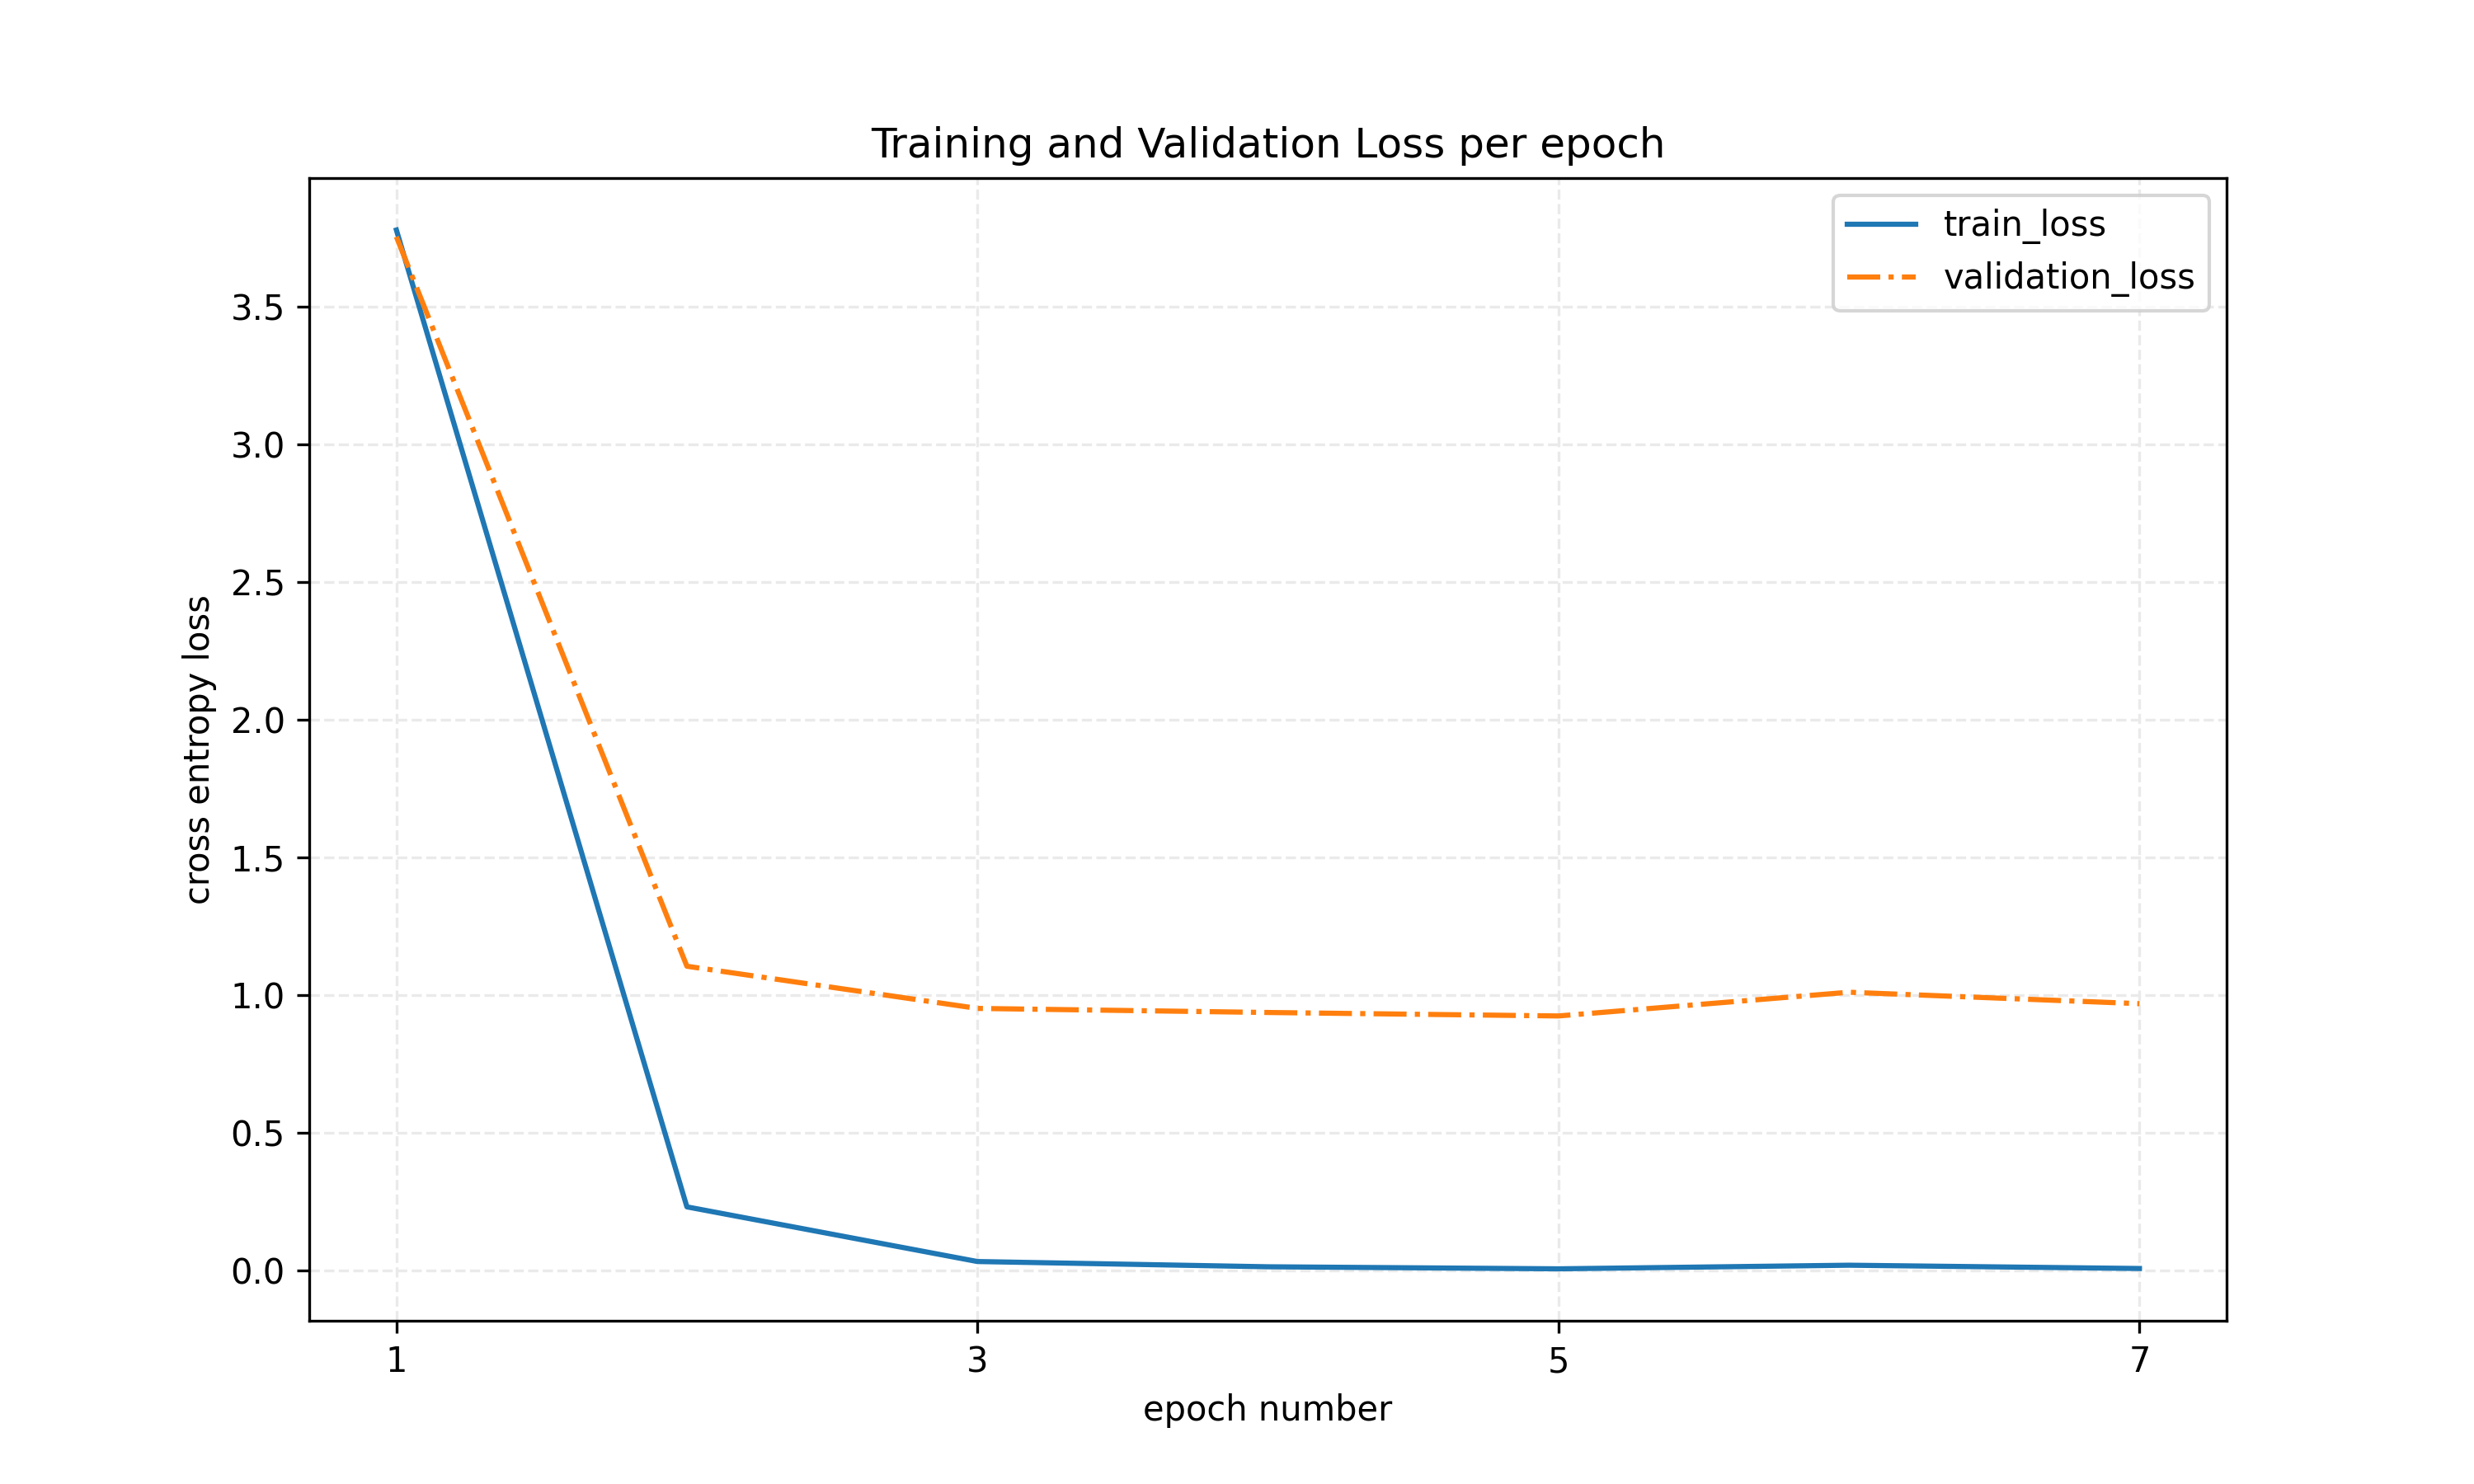 Training and Validation Loss per epoch
train_loss
validation_loss
3.5
3.0
2.5
2.0
1.5
1.0
0.5
0.0
cross entropy loss
1 3 5 7
epoch number